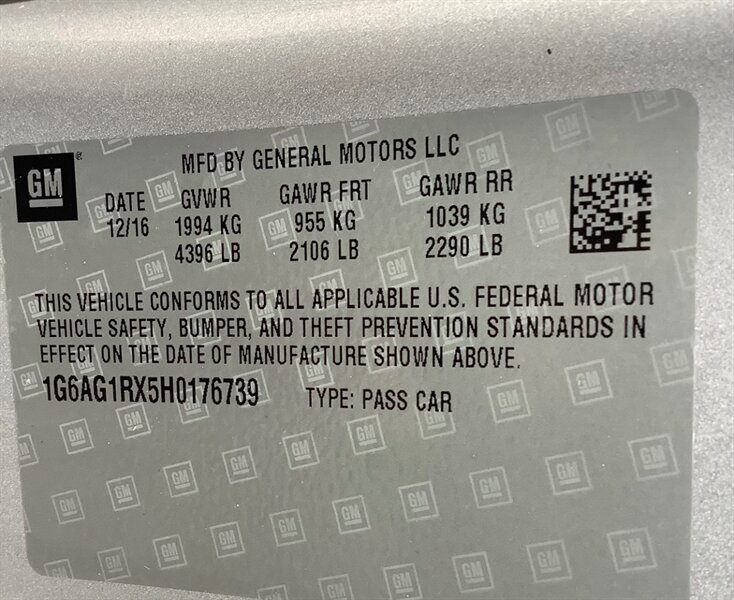 GM
MFD BY GENERAL MOTORS LLC
DATE GVWR GAWR FRT GAWR RR
12/16 1994 KG 955 KG 1039 KG
4396 LB 2106 LB 2290 LB
THIS VEHICLE CONFORMS TO ALL APPLICABLE U.S. FEDERAL MOTOR
VEHICLE SAFETY, BUMPER, AND THEFT PREVENTION STANDARDS IN
EFFECT ON THE DATE OF MANUFACTURE SHOWN ABOVE.
1G6AG1RX5H0176739 TYPE: PASS CAR